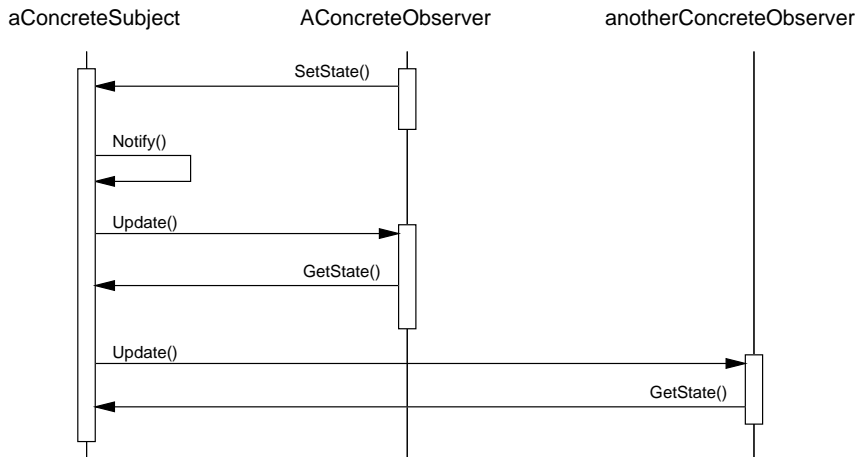 aConcreteSubject
AConcreteObserver
anotherConcreteObserver
SetState()
Notify()
Update()
GetState()
Update()
GetState()